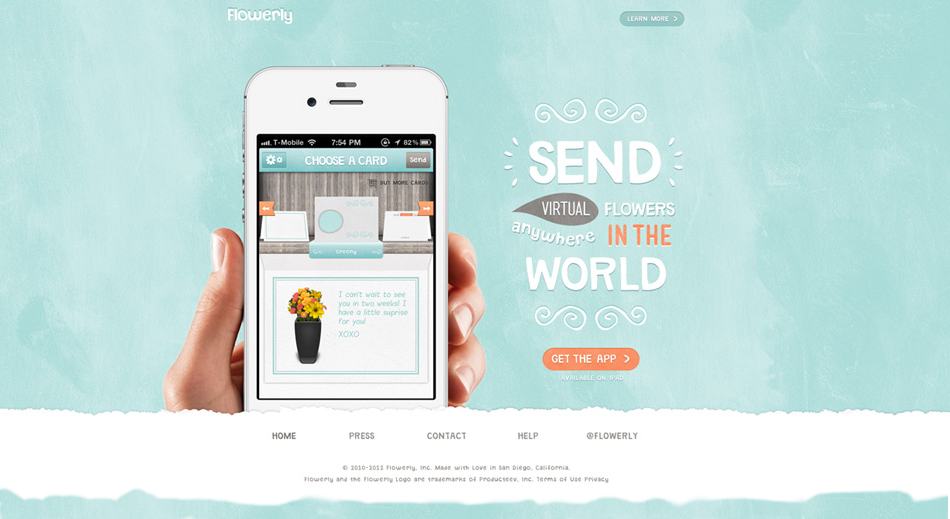 Flowerly
LEARN MORE >
T-Mobile 7:54 PM 82%
CHOOSE A CARD
Send
BUY MORE CARDS
Greeny
I can't wait to see
you in two weeks! I
have a little suprise
for you!
XOXO
SEND
VIRTUAL FLOWERS
anywhere IN THE
WORLD
GET THE APP >
AVAILABLE ON IPAD
HOME PRESS CONTACT HELP @FLOWERLY
© 2010-2012 Flowerly, Inc. Made with Love in San Diego, California.
Flowerly and the Flowerly Logo are trademarks of Producteev, Inc. Terms of Use Privacy